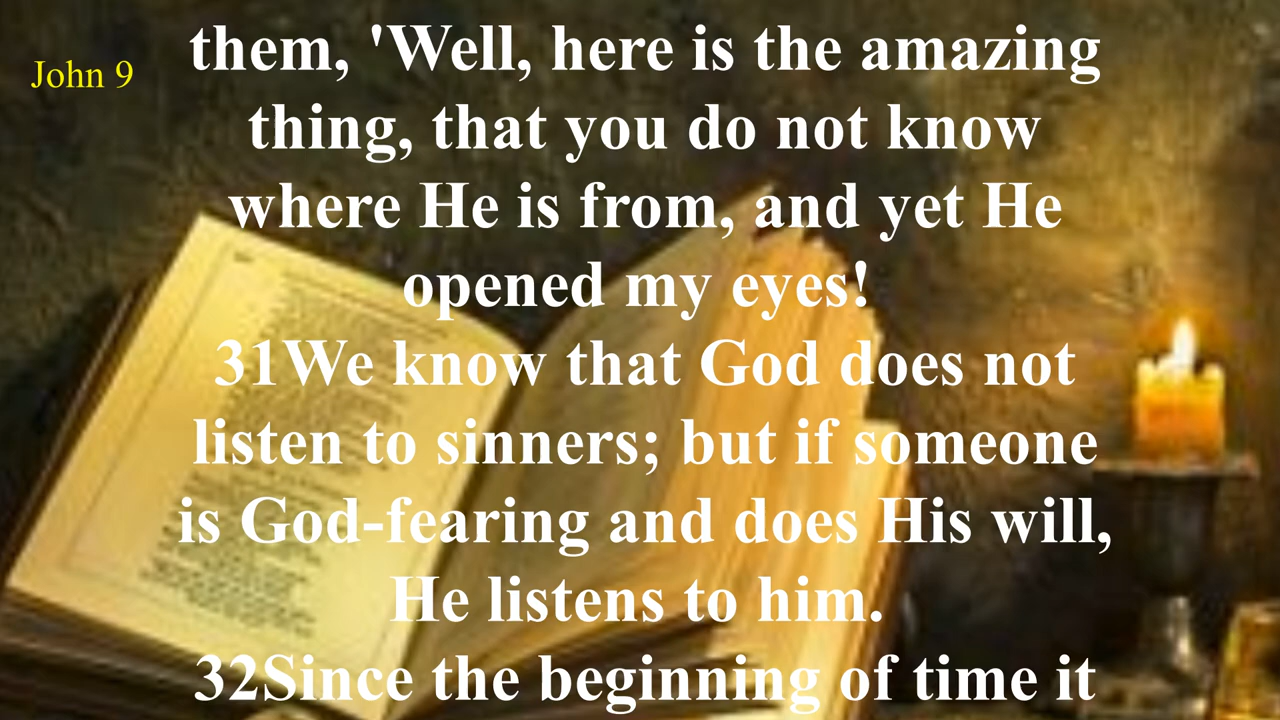 John 9
them, 'Well, here is the amazing
thing, that you do not know
where He is from, and yet He
opened my eyes!
31We know that God does not
listen to sinners; but if someone
is God-fearing and does His will,
He listens to him.
32Since the beginning of time it